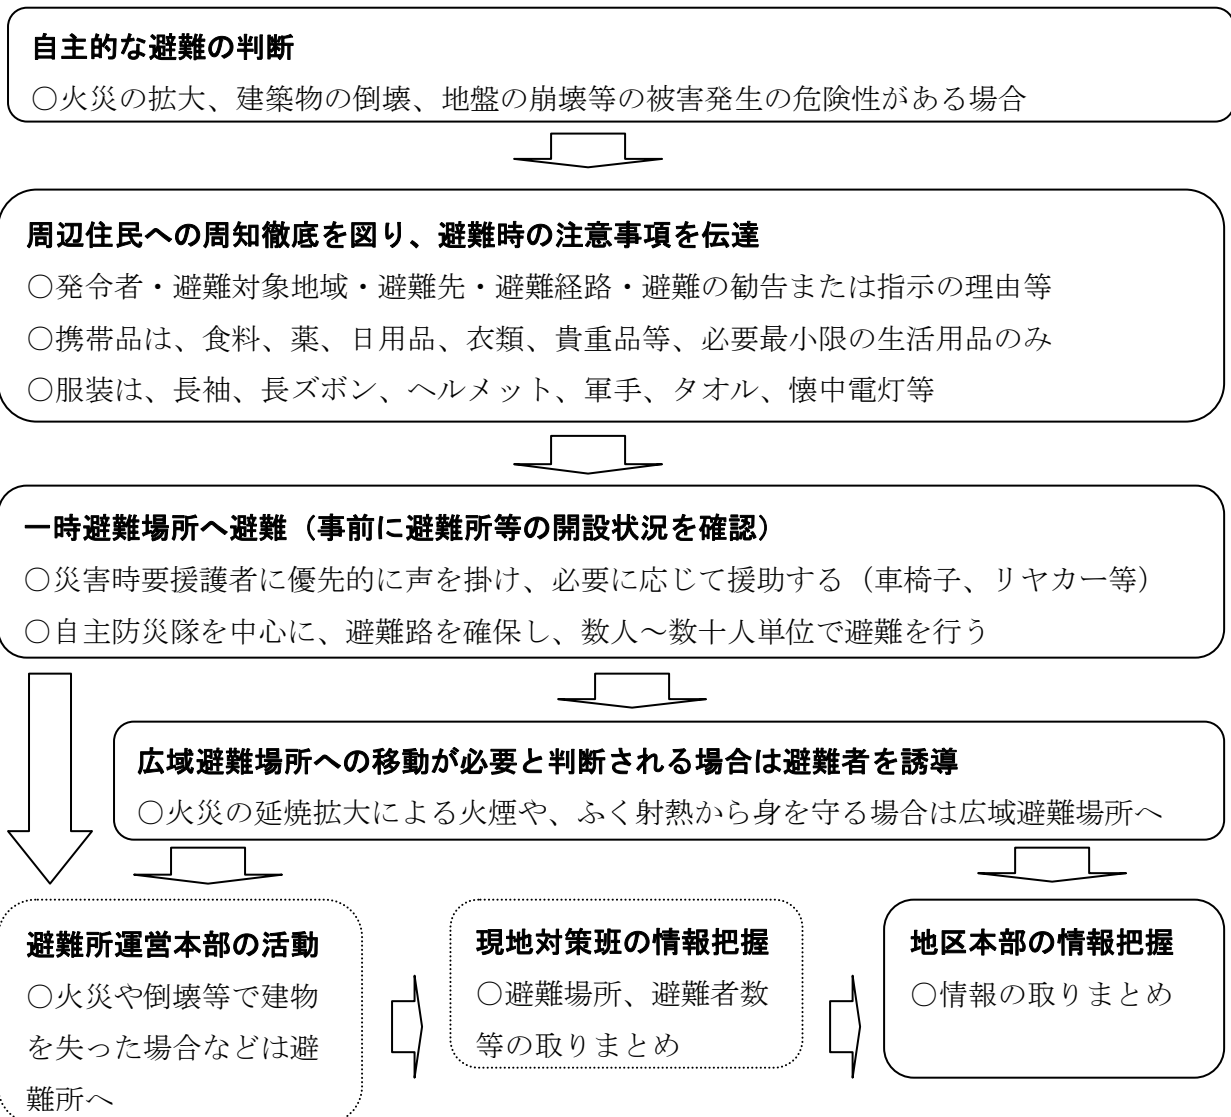 自主的な避難の判断
○火災の拡大、建築物の倒壊、地盤の崩壊等の被害発生の危険性がある場合
周辺住民への周知徹底を図り、避難時の注意事項を伝達
○発令者・避難対象地域・避難先・避難経路・避難の勧告または指示の理由等
○携帯品は、食料、薬、日用品、衣類、貴重品等、必要最小限の生活用品のみ
○服装は、長袖、長ズボン、ヘルメット、軍手、タオル、懐中電灯等
一時避難場所へ避難（事前に避難所等の開設状況を確認）
○災害時要援護者に優先的に声を掛け、必要に応じて援助する（車椅子、リヤカー等）
○自主防災隊を中心に、避難路を確保し、数人～数十人単位で避難を行う
広域避難場所への移動が必要と判断される場合は避難者を誘導
○火災の延焼拡大による火煙や、ふく射熱から身を守る場合は広域避難場所へ
避難所運営本部の活動
○火災や倒壊等で建物
を失った場合などは避
難所へ
現地対策班の情報把握
○避難場所、避難者数
等の取りまとめ
地区本部の情報把握
○情報の取りまとめ